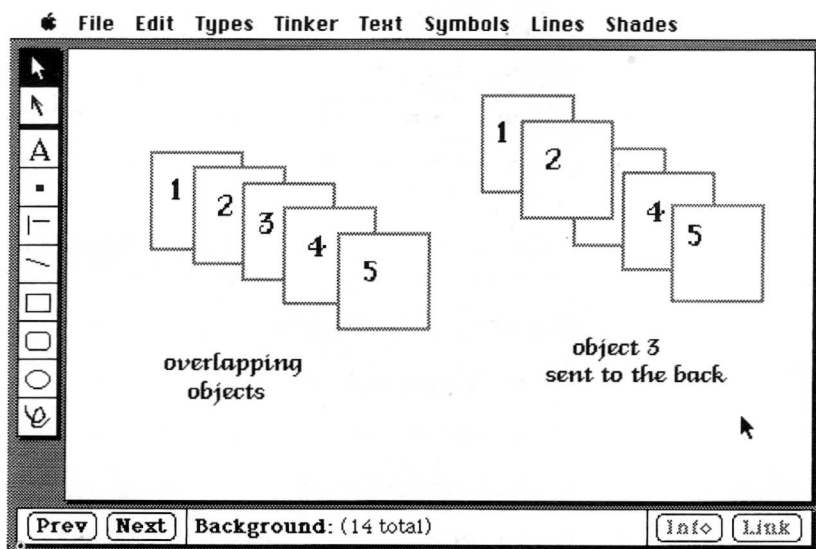 File Edit Types Tinker Text Symbols Lines Shades
A
1
2
3
4
5
overlapping
objects
1
2
4
5
object 3
sent to the back
Prev Next Background: (14 total) Info Link